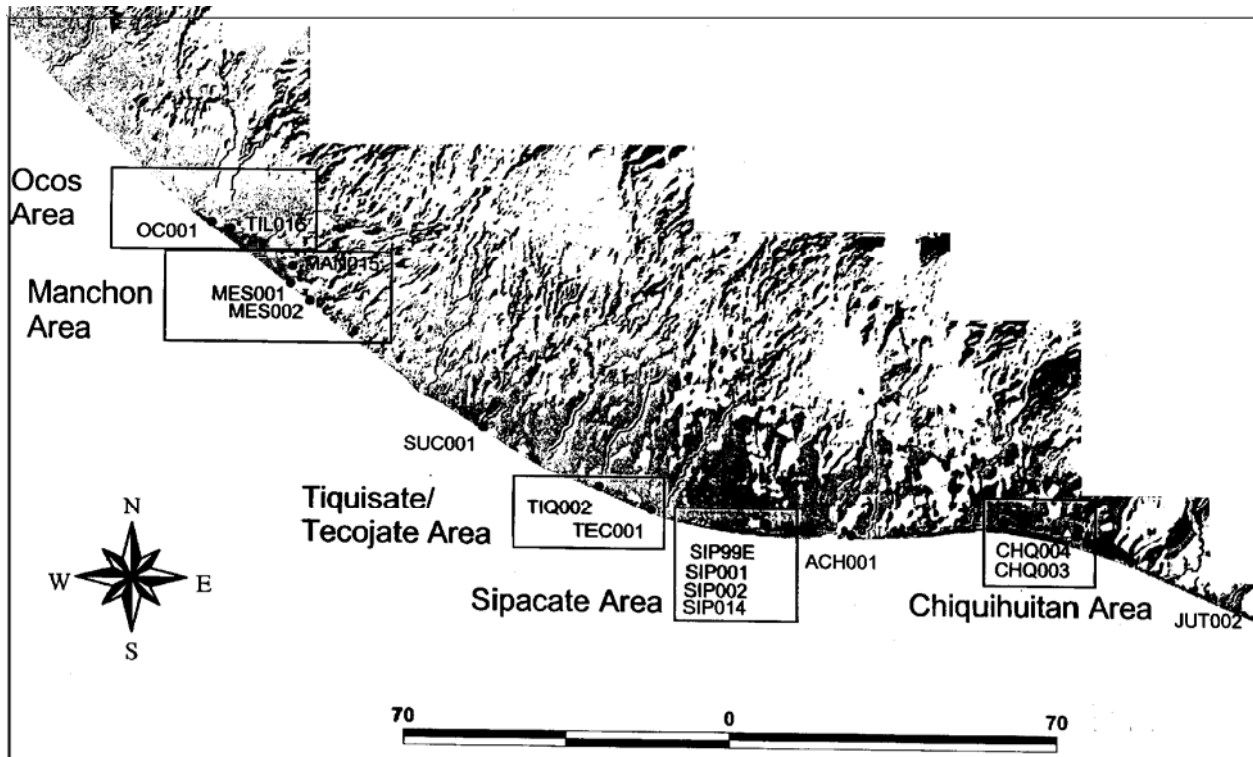 Ocos
Area
OC001
TIL016
MAN015
Manchon
Area
MES001
MES002
SUC001
Tiquisate/
Tecojate Area
TIQ002
TEC001
SIP99E
SIP001
SIP002
SIP014
Sipacate Area
ACH001
CHQ004
CHQ003
Chiquihuitan Area
JUT002
N
W
E
S
70
0
70